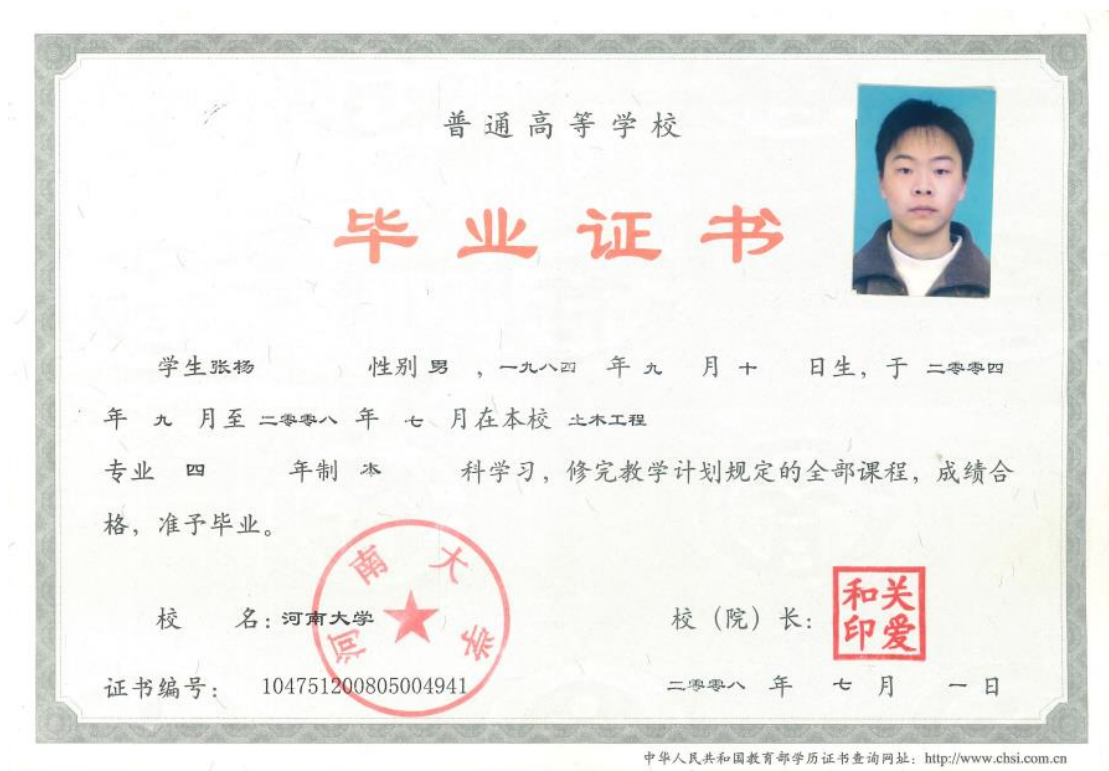 普通高等学校
毕业证书
学生张杨 性别 男 ，一九八四 年 九 月 十 日生，于 二零零四
年 九 月至 二零零八 年 七 月在本校 土木工程
专业 四 年制 本 科学习，修完教学计划规定的全部课程，成绩合
格，准予毕业。
河南大学
校 名：河南大学
校（院）长：
关爱和印
证书编号： 104751200805004941
二零零八 年 七 月 一 日
中华人民共和国教育部学历证书查询网址：http://www.chsi.com.cn